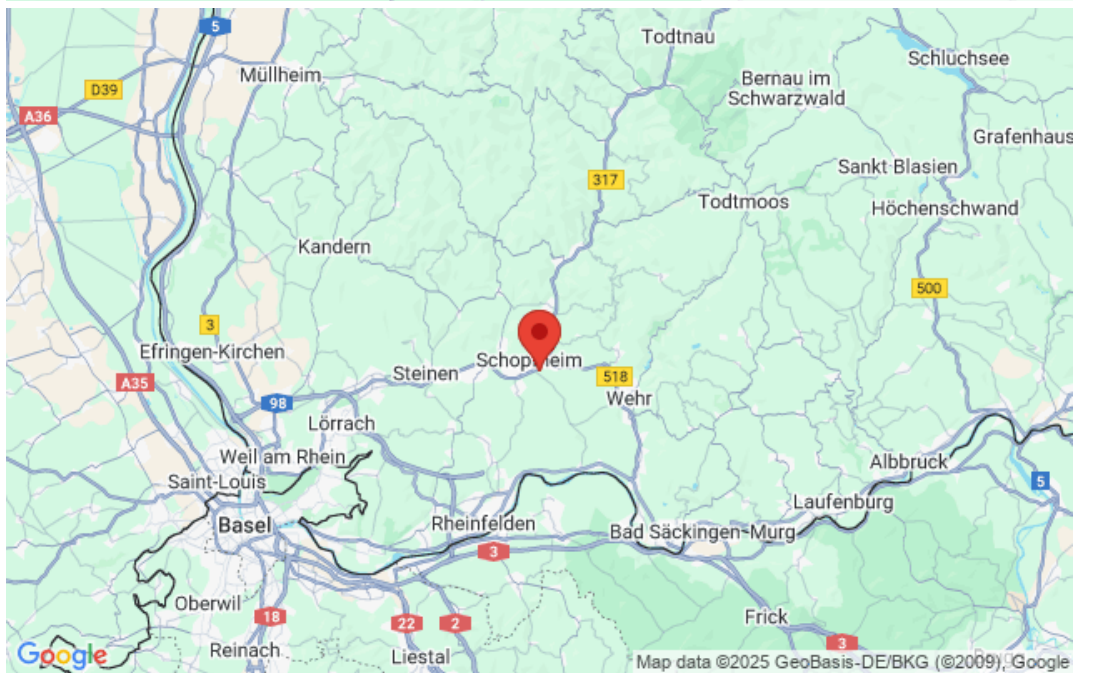 Todtnau
5
Schluchsee
Müllheim
Bernau im
Schwarzwald
D39
A36
Grafenhaus
Sankt Blasien
317
Todtmoos
Höchenschwand
Kandern
500
3
Efringen-Kirchen
Schopfheim
Steinen
518
A35
Wehr
98
Lörrach
Weil am Rhein
Albbruck
Saint-Louis
5
Laufenburg
Basel
Rheinfelden
Bad Säckingen-Murg
3
Oberwil
18
22
2
Frick
3
Reinach
Liestal
Google
Map data ©2025 GeoBasis-DE/BKG (©2009), Google